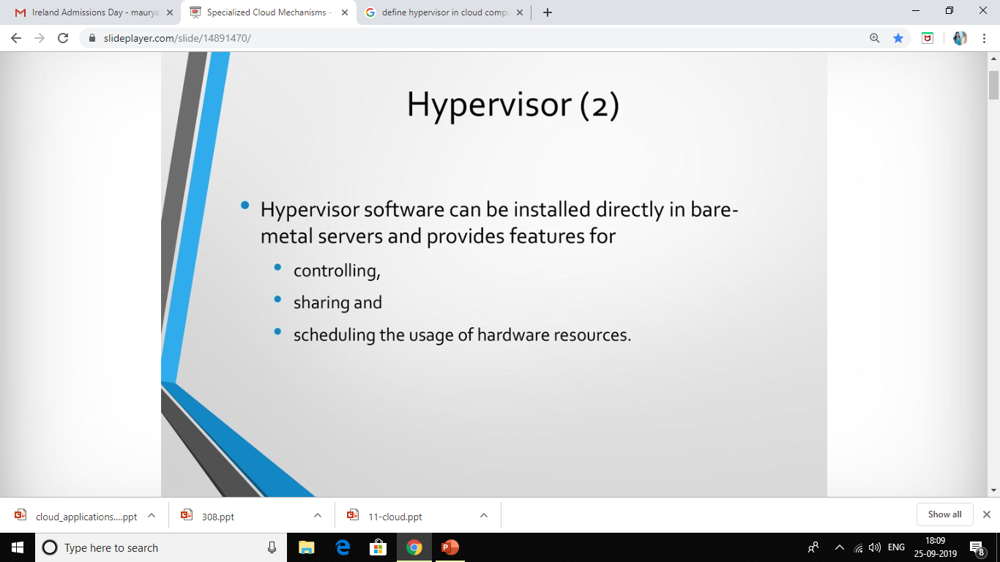 Ireland Admissions Day - maurya
Specialized Cloud Mechanisms -
define hypervisor in cloud compu
slideplayer.com/slide/14891470/
Hypervisor (2)
Hypervisor software can be installed directly in bare-
metal servers and provides features for
controlling,
sharing and
scheduling the usage of hardware resources.
cloud_applications....ppt
308.ppt
11-cloud.ppt
Show all
Type here to search
ENG
18:09
25-09-2019
8